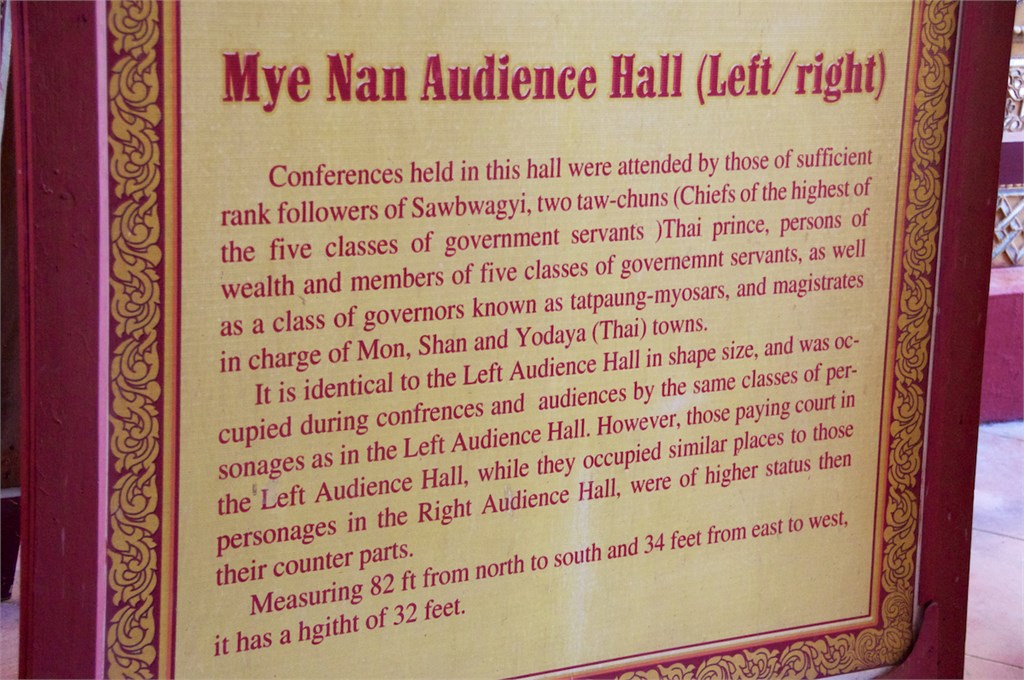 Mye Nan Audience Hall (Left/right)
Conferences held in this hall were attended by those of sufficient
rank followers of Sawbwagyi, two taw-chuns (Chiefs of the highest of
the five classes of government servants )Thai prince, persons of
wealth and members of five classes of governemnt servants, as well
as a class of governors known as tatpaung-myosars, and magistrates
in charge of Mon, Shan and Yodaya (Thai) towns.
It is identical to the Left Audience Hall in shape size, and was oc-
cupied during confrences and audiences by the same classes of per-
sonages as in the Left Audience Hall. However, those paying court in
the Left Audience Hall, while they occupied similar places to those
personages in the Right Audience Hall, were of higher status then
their counter parts.
Measuring 82 ft from north to south and 34 feet from east to west,
it has a hgitht of 32 feet.